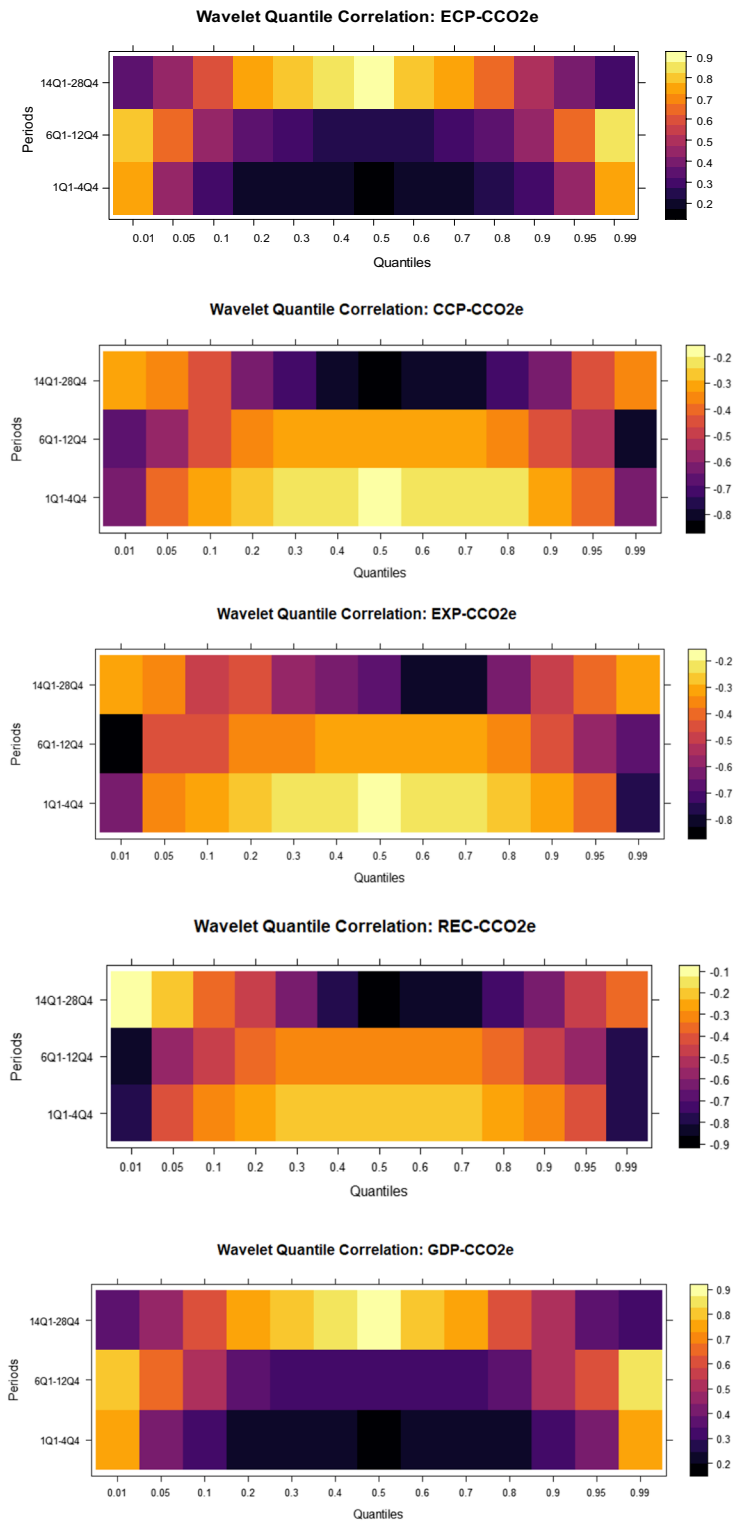 Wavelet Quantile Correlation: ECP-CCO2e
Periods
14Q1-28Q4
6Q1-12Q4
1Q1-4Q4
0.01 0.05 0.1 0.2 0.3 0.4 0.5 0.6 0.7 0.8 0.9 0.95 0.99
Quantiles
0.9
0.8
0.7
0.6
0.5
0.4
0.3
0.2
Wavelet Quantile Correlation: CCP-CCO2e
Periods
14Q1-28Q4
6Q1-12Q4
1Q1-4Q4
0.01 0.05 0.1 0.2 0.3 0.4 0.5 0.6 0.7 0.8 0.9 0.95 0.99
Quantiles
-0.2
-0.3
-0.4
-0.5
-0.6
-0.7
-0.8
Wavelet Quantile Correlation: EXP-CCO2e
Periods
14Q1-28Q4
6Q1-12Q4
1Q1-4Q4
0.01 0.05 0.1 0.2 0.3 0.4 0.5 0.6 0.7 0.8 0.9 0.95 0.99
Quantiles
-0.2
-0.3
-0.4
-0.5
-0.6
-0.7
-0.8
Wavelet Quantile Correlation: REC-CCO2e
Periods
14Q1-28Q4
6Q1-12Q4
1Q1-4Q4
0.01 0.05 0.1 0.2 0.3 0.4 0.5 0.6 0.7 0.8 0.9 0.95 0.99
Quantiles
-0.1
-0.2
-0.3
-0.4
-0.5
-0.6
-0.7
-0.8
-0.9
Wavelet Quantile Correlation: GDP-CCO2e
Periods
14Q1-28Q4
6Q1-12Q4
1Q1-4Q4
0.01 0.05 0.1 0.2 0.3 0.4 0.5 0.6 0.7 0.8 0.9 0.95 0.99
Quantiles
0.9
0.8
0.7
0.6
0.5
0.4
0.3
0.2